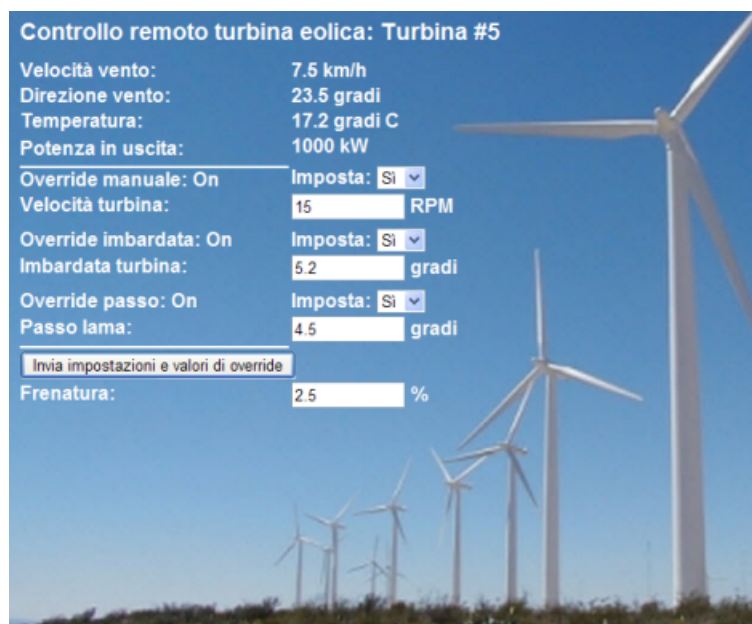 Controllo remoto turbina eolica: Turbina #5
Velocità vento: 7.5 km/h
Direzione vento: 23.5 gradi
Temperatura: 17.2 gradi C
Potenza in uscita: 1000 kW
Override manuale: On Imposta: Sì
Velocità turbina: 15 RPM
Override imbardata: On Imposta: Sì
Imbardata turbina: 5.2 gradi
Override passo: On Imposta: Sì
Passo lama: 4.5 gradi
Invia impostazioni e valori di override
Frenatura: 2.5 %